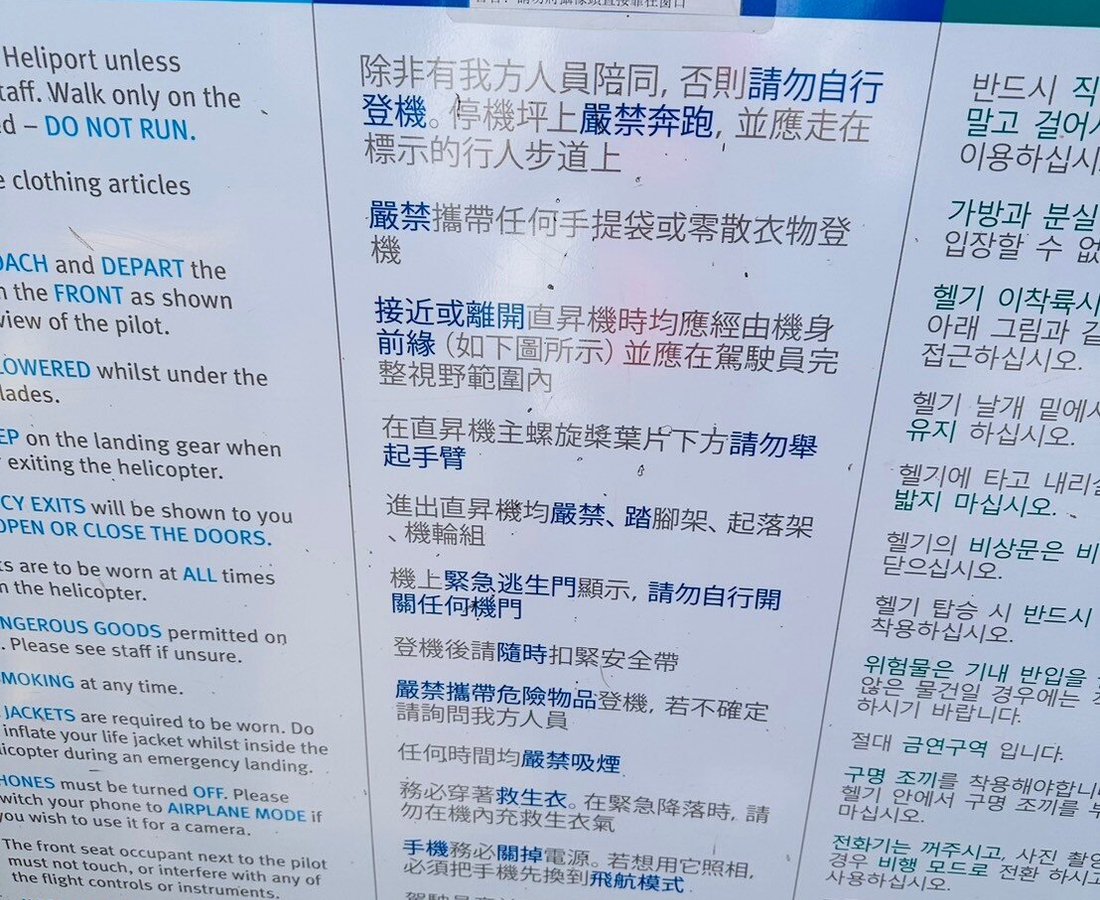 Heliport unless
staff. Walk only on the
– DO NOT RUN.
clothing articles
and DEPART the
the FRONT as shown
view of the pilot.
LOWERED whilst under the
on the landing gear when
exiting the helicopter.
EXITS will be shown to you
OPEN OR CLOSE THE DOORS.
are to be worn at ALL times
the helicopter.
GOODS permitted on
Please see staff if unsure.
at any time.
JACKETS are required to be worn. Do
inflate your life jacket whilst inside the
during an emergency landing.
must be turned OFF. Please
switch your phone to AIRPLANE MODE if
you wish to use it for a camera.
The front seat occupant next to the pilot
must not touch, or interfere with any of
the flight controls or instruments.
除非有我方人員陪同, 否則請勿自行
登機。停機坪上嚴禁奔跑, 並應走在
標示的行人步道上
嚴禁攜帶任何手提袋或零散衣物登
機
接近或離開直昇機時均應經由機身
前緣 (如下圖所示) 並應在駕駛員完
整視野範圍內
在直昇機主螺旋槳葉片下方請勿舉
起手臂
進出直昇機均嚴禁、踏腳架、起落架
、機輪組
機上緊急逃生門顯示, 請勿自行開
關任何機門
登機後請隨時扣緊安全帶
嚴禁攜帶危險物品登機, 若不確定
請詢問我方人員
任何時間均嚴禁吸煙
務必穿著救生衣。在緊急降落時, 請
勿在機內充救生衣氣
手機務必關掉電源。若想用它照相,
必須把手機先換到飛航模式
반드시 직
말고 걸어
이용하십시
가방과 분실
입장할 수 없
헬기 이착륙시
아래 그림과 같
접근하십시오.
헬기 날개 밑에서
유지 하십시오.
헬기에 타고 내리실
밟지 마십시오.
헬기의 비상문은 비
닫으십시오.
헬기 탑승 시 반드시
착용하십시오.
위험물은 기내 반입을
않은 물건일 경우에는
하시기 바랍니다.
절대 금연구역 입니다.
구명 조끼를 착용해야합니
헬기 안에서 구명 조끼를 부
마십시오.
전화기는 꺼주시고, 사진 촬영
경우 비행 모드로 전환 하시고
사용하십시오.